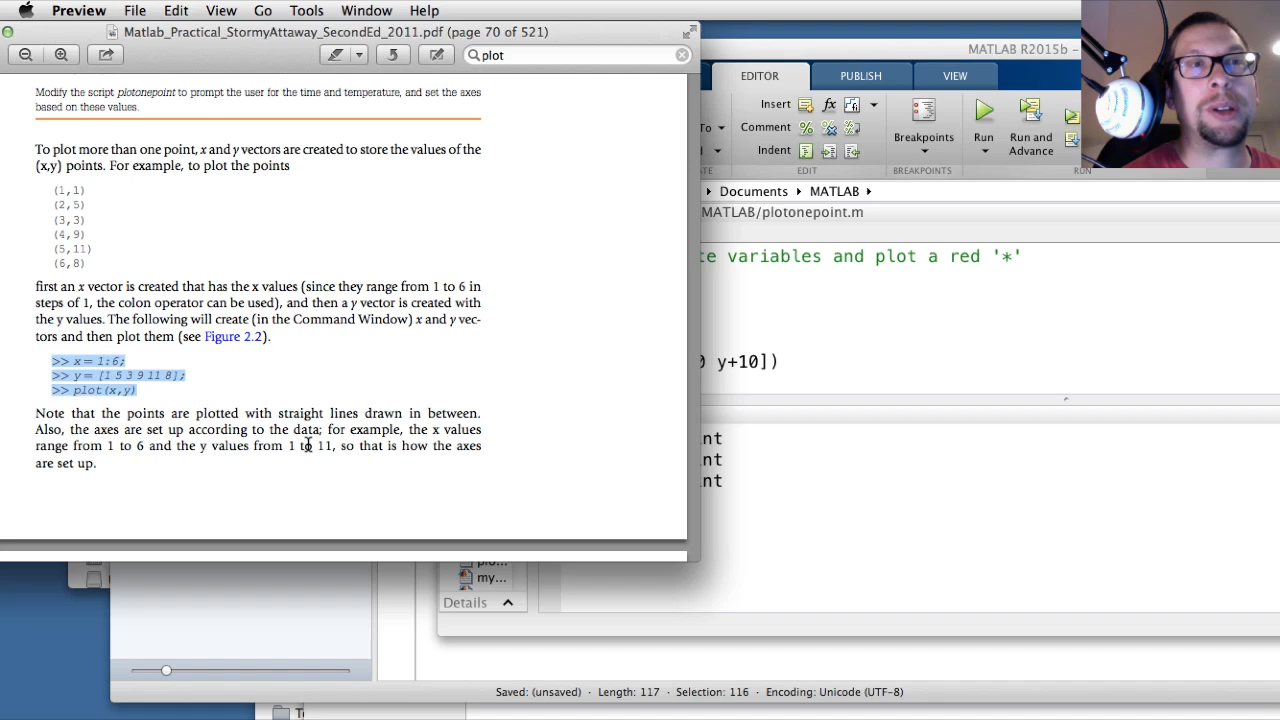 Preview File Edit View Go Tools Window Help
Matlab_Practical_StormyAttaway_SecondEd_2011.pdf (page 70 of 521)
plot
Modify the script plotonepoint to prompt the user for the time and temperature, and set the axes
based on these values.
To plot more than one point, x and y vectors are created to store the values of the
(x,y) points. For example, to plot the points
(1,1)
(2,5)
(3,3)
(4,9)
(5,11)
(6,8)
first an x vector is created that has the x values (since they range from 1 to 6 in
steps of 1, the colon operator can be used), and then a y vector is created with
the y values. The following will create (in the Command Window) x and y vec-
tors and then plot them (see Figure 2.2).
>> x = 1:6;
>> y = [1 5 3 9 11 8];
>> plot(x,y)
Note that the points are plotted with straight lines drawn in between.
Also, the axes are set up according to the data; for example, the x values
range from 1 to 6 and the y values from 1 to 11, so that is how the axes
are set up.
MATLAB R2015b -
EDITOR PUBLISH VIEW
Insert fx
To Comment %
Indent
Breakpoints
Run
Run and
Advance
EDIT BREAKPOINTS RUN
Documents MATLAB
MATLAB/plotonepoint.m
te variables and plot a red '*'
0 y+10])
int
int
int
plo...
my...
Details
Saved: (unsaved) Length: 117 Selection: 116 Encoding: Unicode (UTF-8)